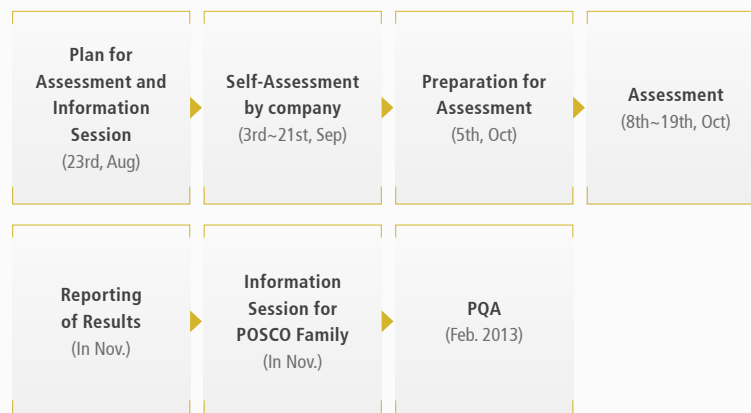 Plan for
Assessment and
Information
Session
(23rd, Aug)
Self-Assessment
by company
(3rd~21st, Sep)
Preparation for
Assessment
(5th, Oct)
Assessment
(8th~19th, Oct)
Reporting
of Results
(In Nov.)
Information
Session for
POSCO Family
(In Nov.)
PQA
(Feb. 2013)